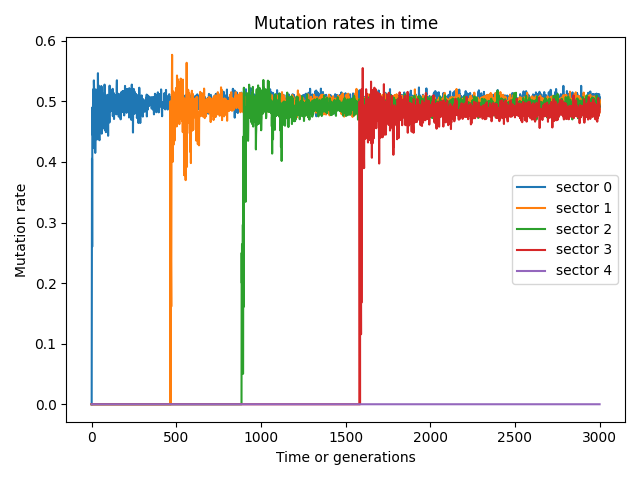 Mutation rates in time
Mutation rate
0.6
0.5
0.4
0.3
0.2
0.1
0.0
sector 0
sector 1
sector 2
sector 3
sector 4
0 500 1000 1500 2000 2500 3000
Time or generations